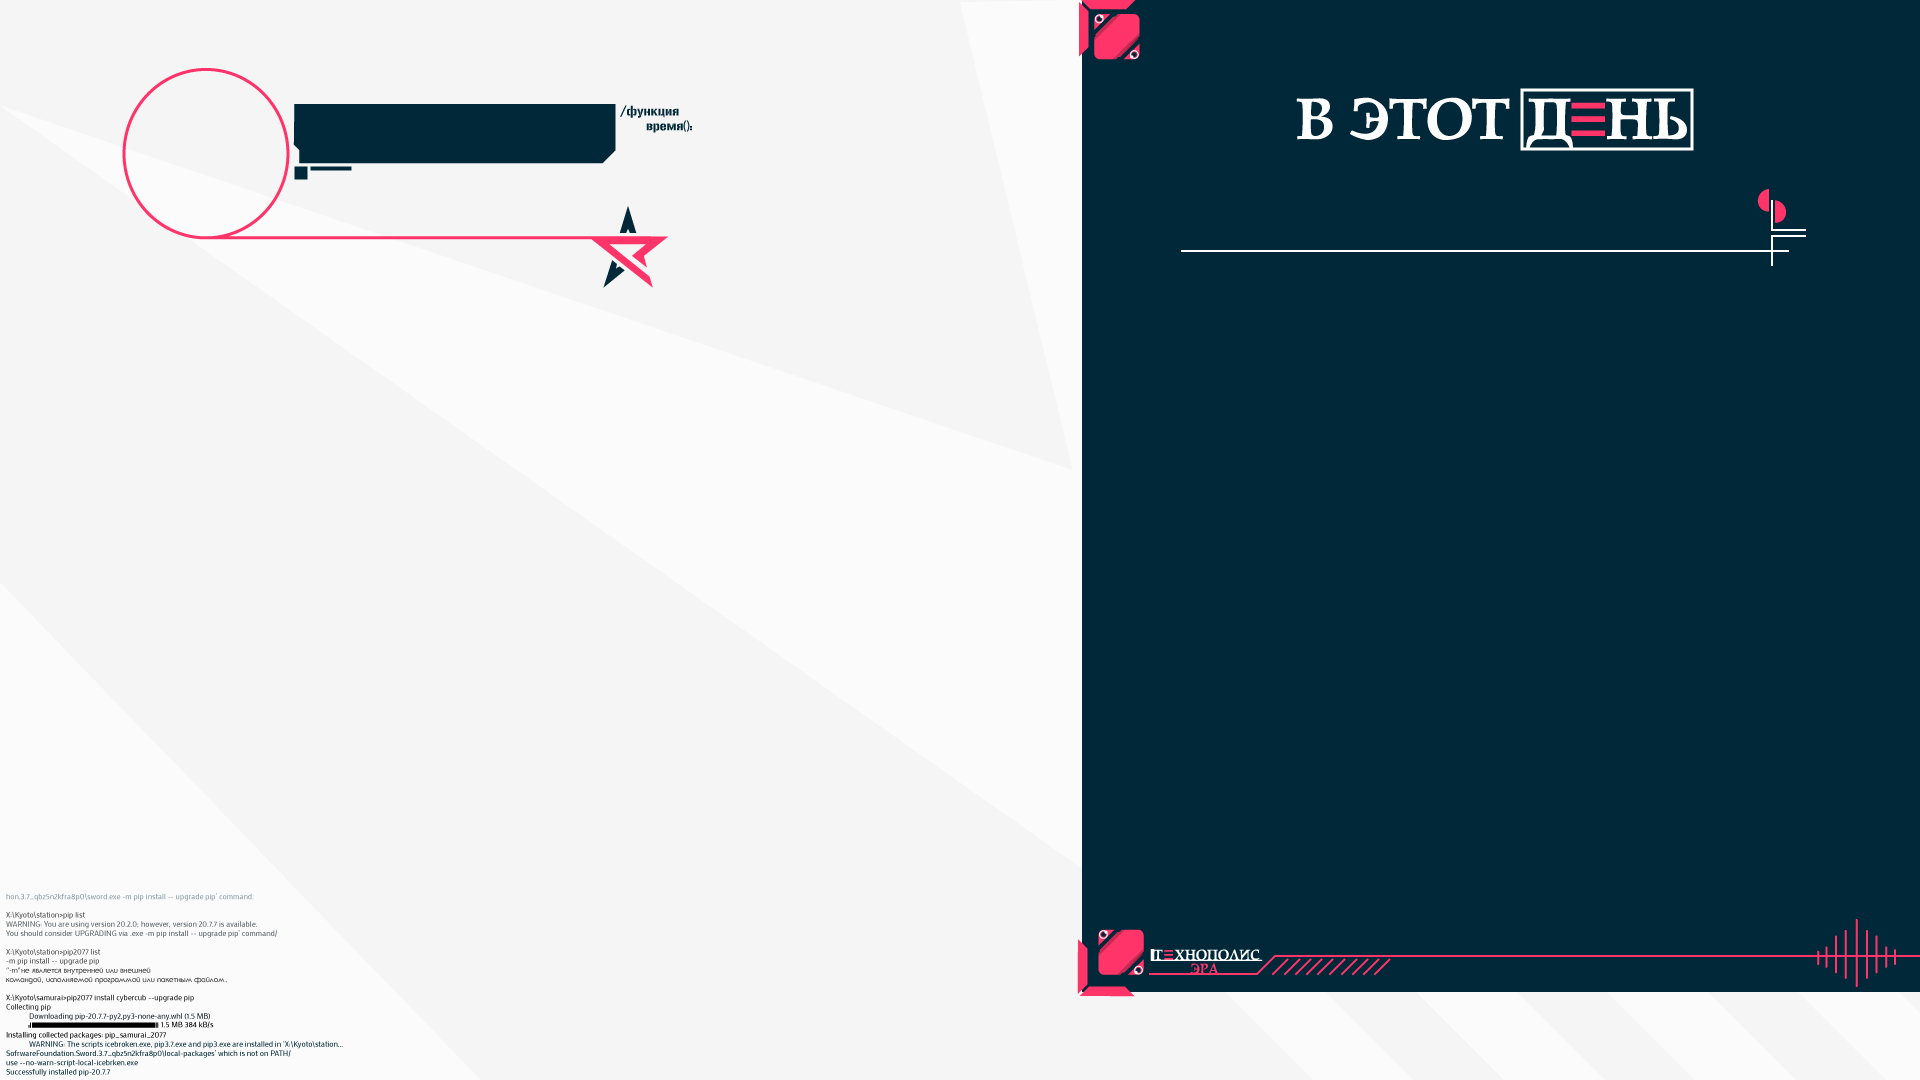 /функция
время():
В ЭТОТ ДЕНЬ
hon.3.7_qbz5n2kfra8p0\sword.exe -m pip install -- upgrade pip' command.
X:\Kyoto\station>pip list
WARNING: You are using version 20.2.0; however, version 20.7.7 is available.
You should consider UPGRADING via .exe -m pip install -- upgrade pip' command/
X:\Kyoto\station>pip2077 list
-m pip install -- upgrade pip
"-m" не является внутренней или внешней
командой, исполняемой программой или пакетным файлом..
X:\Kyoto\samurai>pip2077 install cybercub --upgrade pip
Collecting pip
Downloading pip-20.7.7-py2.py3-none-any.whl (1.5 MB)
1.5 MB 384 kB/s
Installing collected packages: pip_samurai_2077
WARNING: The scripts icebroken.exe, pip3.7.exe and pip3.exe are installed in 'X:\Kyoto\station...
SofrwareFoundation.Sword.3.7_qbz5n2kfra8p0\local-packages' which is not on PATH/
use --no-warn-script-local-icebrken.exe
Successfully installed pip-20.7.7
ТЕХНОПОЛИС
ЭРА